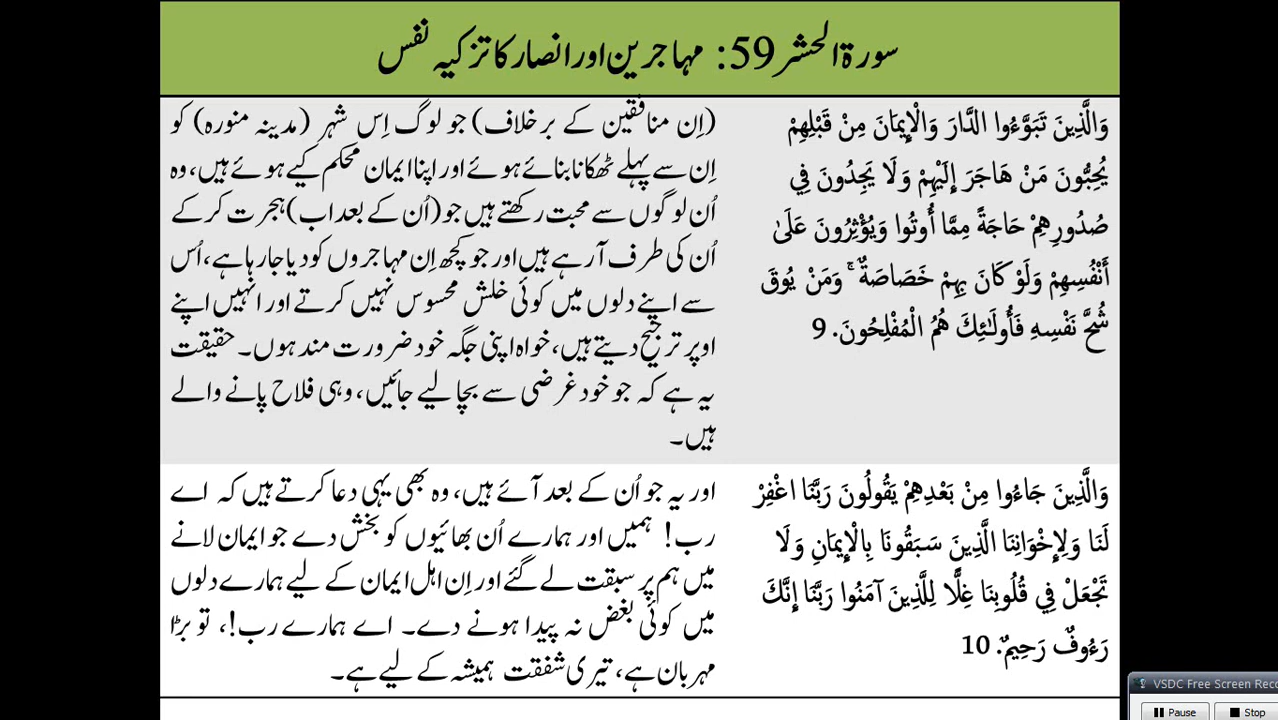 سورۃ الحشر 59: مہاجرین اور انصار کا تزکیہ نفس
وَالَّذِينَ تَبَوَّءُوا الدَّارَ وَالْإِيمَانَ مِنْ قَبْلِهِمْ
يُحِبُّونَ مَنْ هَاجَرَ إِلَيْهِمْ وَلَا يَجِدُونَ فِي
صُدُورِهِمْ حَاجَةً مِمَّا أُوتُوا وَيُؤْثِرُونَ عَلَىٰ
أَنْفُسِهِمْ وَلَوْ كَانَ بِهِمْ خَصَاصَةٌ ۚ وَمَنْ يُوقَ
شُحَّ نَفْسِهِ فَأُولَـٰئِكَ هُمُ الْمُفْلِحُونَ. 9
(اِن منافقین کے برخلاف) جو لوگ اِس شہر (مدینہ منورہ) کو
اِن سے پہلے ٹھکانا بنائے ہوئے اور اپنا ایمان محکم کیے ہوئے ہیں، وہ
اُن لوگوں سے محبت رکھتے ہیں جو (اُن کے بعد اب) ہجرت کر کے
اُن کی طرف آ رہے ہیں اور جو کچھ اِن مہاجروں کو دیا جا رہا ہے، اُس
سے اپنے دلوں میں کوئی خلش محسوس نہیں کرتے اور انہیں اپنے
اوپر ترجیح دیتے ہیں، خواہ اپنی جگہ خود ضرورت مند ہوں۔ حقیقت
یہ ہے کہ جو خود غرضی سے بچا لیے جائیں، وہی فلاح پانے والے
ہیں۔
وَالَّذِينَ جَاءُوا مِنْ بَعْدِهِمْ يَقُولُونَ رَبَّنَا اغْفِرْ
لَنَا وَلِإِخْوَانِنَا الَّذِينَ سَبَقُونَا بِالْإِيمَانِ وَلَا
تَجْعَلْ فِي قُلُوبِنَا غِلًّا لِلَّذِينَ آمَنُوا رَبَّنَا إِنَّكَ
رَءُوفٌ رَحِيمٌ. 10
اور یہ جو اُن کے بعد آئے ہیں، وہ بھی یہی دعا کرتے ہیں کہ اے
رب! ہمیں اور ہمارے اُن بھائیوں کو بخش دے جو ایمان لانے
میں ہم پر سبقت لے گئے اور اِن اہل ایمان کے لیے ہمارے دلوں
میں کوئی بغض نہ پیدا ہونے دے۔ اے ہمارے رب!، تو بڑا
مہربان ہے، تیری شفقت ہمیشہ کے لیے ہے۔
VSDC Free Screen Reco
Pause Stop